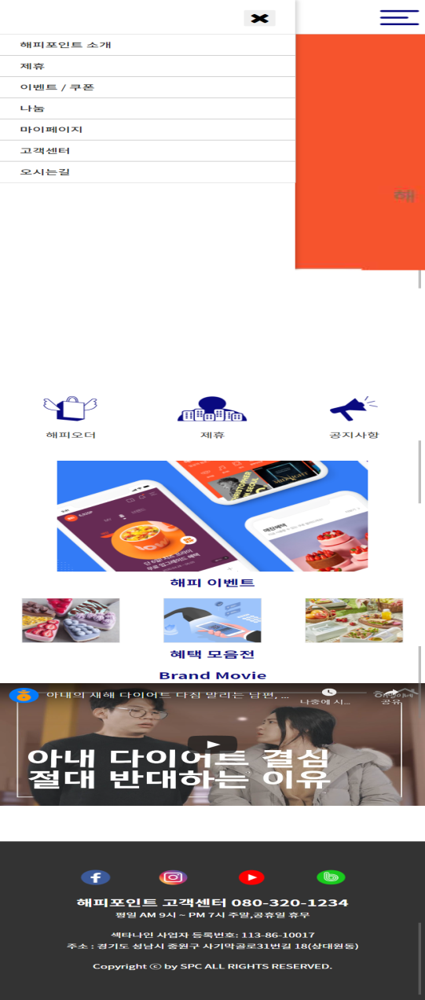 해피포인트 소개
제휴
이벤트 / 쿠폰
나눔
마이페이지
고객센터
오시는길
해
해피오더
제휴
공지사항
해피 이벤트
혜택 모음전
Brand Movie
아내의 새해 다이어트 다짐 말리는 남편, ...
나중에 시...
공유
아내 다이어트 결심
절대 반대하는 이유
해피포인트 고객센터 080-320-1234
평일 AM 9시 ~ PM 7시 주말,공휴일 휴무
섹타나인 사업자 등록번호: 113-86-10017
주소 : 경기도 성남시 중원구 사기막골로31번길 18(상대원동)
Copyright ⓒ by SPC ALL RIGHTS RESERVED.